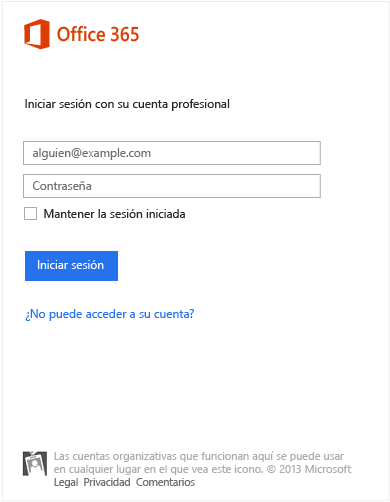 Office 365
Iniciar sesión con su cuenta profesional
alguien@example.com
Contraseña
Mantener la sesión iniciada
Iniciar sesión
¿No puede acceder a su cuenta?
Las cuentas organizativas que funcionan aquí se puede usar
en cualquier lugar en el que vea este icono. © 2013 Microsoft
Legal Privacidad Comentarios